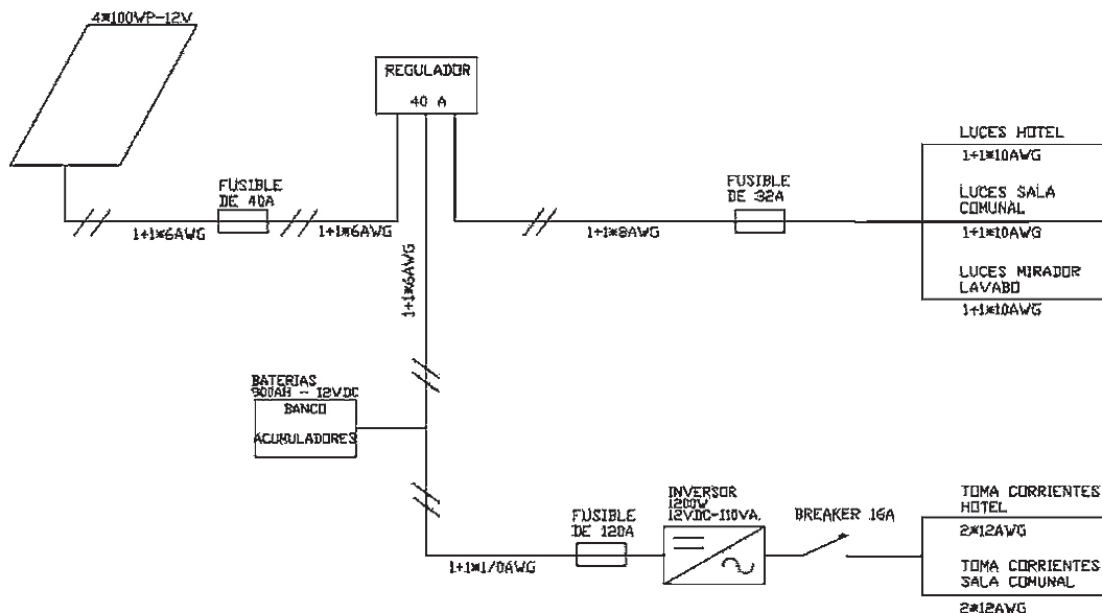 4*100WP-12V
REGULADOR
40 A
FUSIBLE
DE 40A
1+1*6AWG
1+1*6AWG
1+1*6AWG
FUSIBLE
DE 32A
1+1*8AWG
LUCES HOTEL
1+1*10AWG
LUCES SALA
COMUNAL
1+1*10AWG
LUCES MIRADOR
LAVABO
1+1*10AWG
BATERIAS
900AH - 12VDC
BANCO
ACUMULADORES
FUSIBLE
DE 120A
1+1*1/0AWG
INVERSOR
1200W
12VDC-110VA.
BREAKER 16A
TOMA CORRIENTES
HOTEL
2*12AWG
TOMA CORRIENTES
SALA COMUNAL
2*12AWG